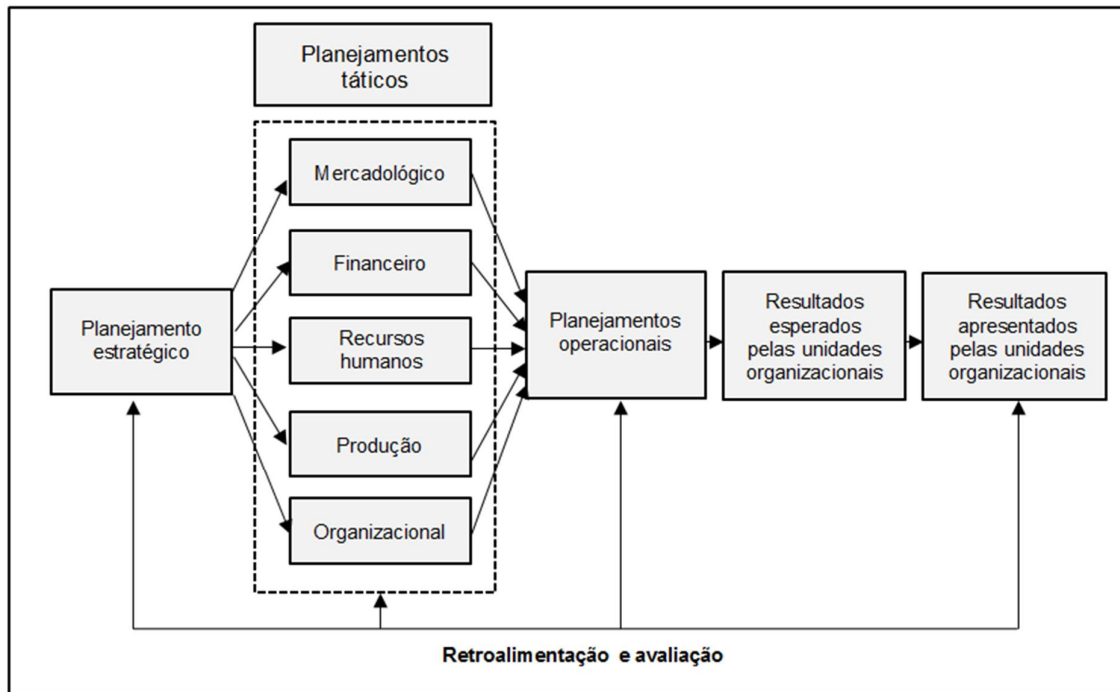 Planejamentos
táticos
Mercadológico
Financeiro
Recursos
humanos
Produção
Organizacional
Planejamento
estratégico
Planejamentos
operacionais
Resultados
esperados
pelas unidades
organizacionais
Resultados
apresentados
pelas unidades
organizacionais
Retroalimentação e avaliação